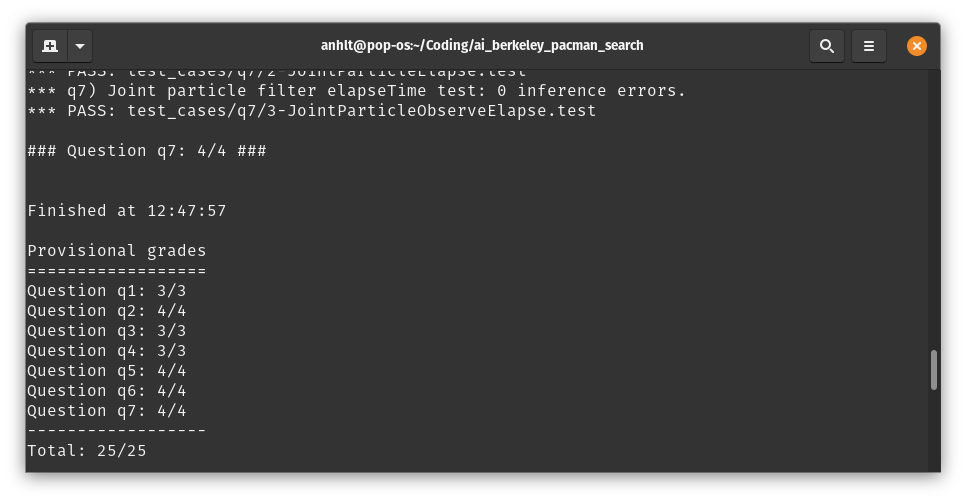 anhlt@pop-os:~/Coding/ai_berkeley_pacman_search
*** PASS: test_cases/q7/2-JointParticleElapse.test
*** q7) Joint particle filter elapseTime test: 0 inference errors.
*** PASS: test_cases/q7/3-JointParticleObserveElapse.test
### Question q7: 4/4 ###
Finished at 12:47:57
Provisional grades
==================
Question q1: 3/3
Question q2: 4/4
Question q3: 3/3
Question q4: 3/3
Question q5: 4/4
Question q6: 4/4
Question q7: 4/4
------------------
Total: 25/25